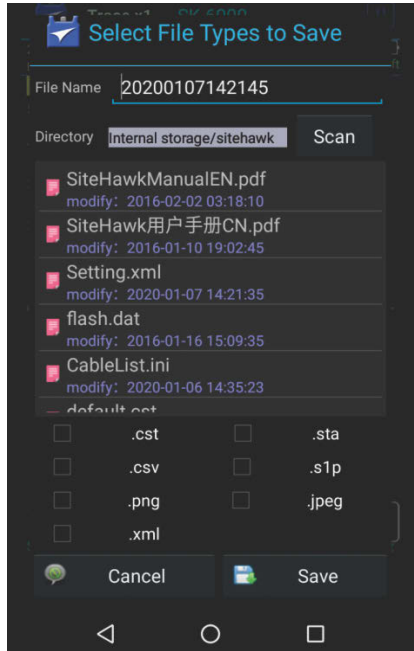 Trace x1 SK-6000
Select File Types to Save
File Name 20200107142145
Directory Internal storage/sitehawk Scan
SiteHawkManualEN.pdf
modify: 2016-02-02 03:18:10
SiteHawk用户手册CN.pdf
modify: 2016-01-10 19:02:45
Setting.xml
modify: 2020-01-07 14:21:35
flash.dat
modify: 2016-01-16 15:09:35
CableList.ini
modify: 2020-01-06 14:35:23
default.cst
.cst .sta
.csv .s1p
.png .jpeg
.xml
Cancel Save